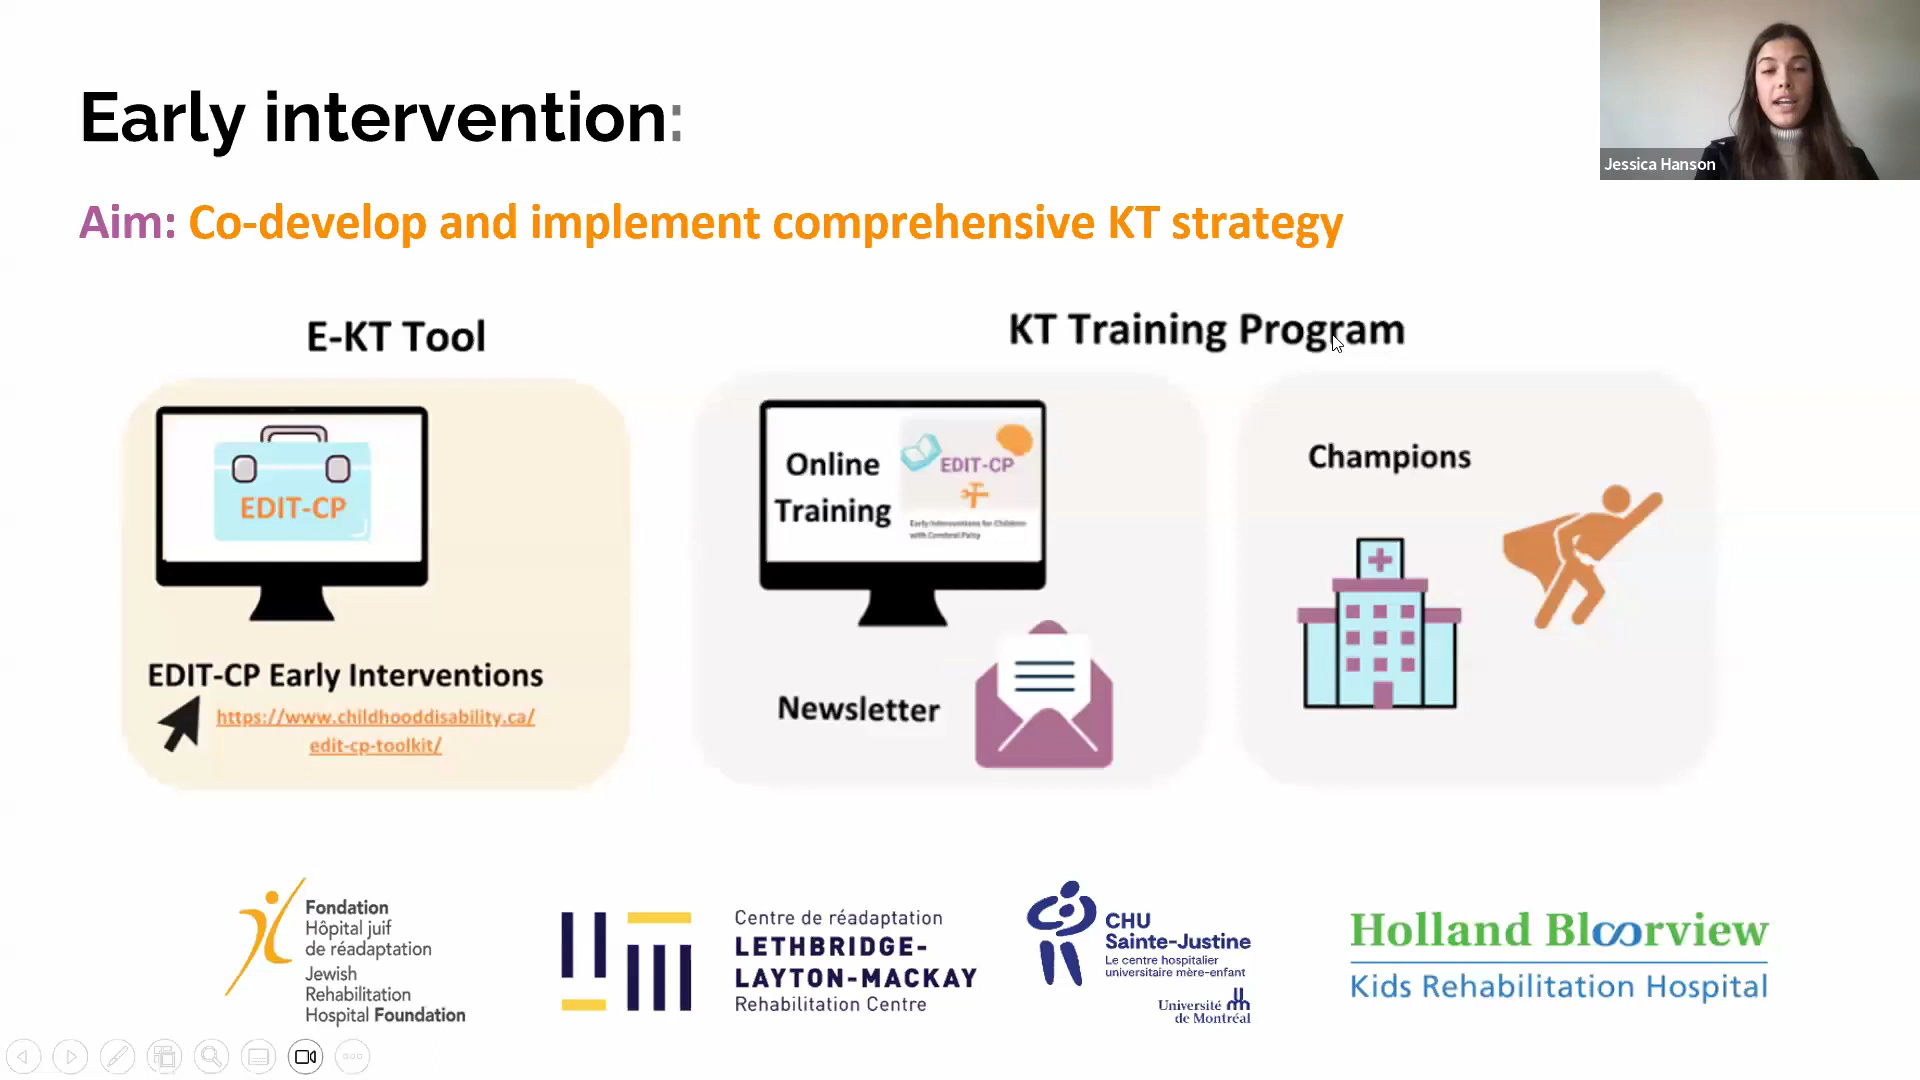 Early intervention:
Jessica Hanson
Aim: Co-develop and implement comprehensive KT strategy
E-KT Tool
KT Training Program
EDIT-CP
EDIT-CP Early Interventions
https://www.childhooddisability.ca/
edit-cp-toolkit/
Online
Training
EDIT-CP
Early Interventions for Children
with Cerebral Palsy
Newsletter
Champions
Fondation
Hôpital juif
de réadaptation
Jewish
Rehabilitation
Hospital Foundation
Centre de réadaptation
LETHBRIDGE-
LAYTON-MACKAY
Rehabilitation Centre
CHU
Sainte-Justine
Le centre hospitalier
universitaire mère-enfant
Université
de Montréal
Holland Bloorview
Kids Rehabilitation Hospital